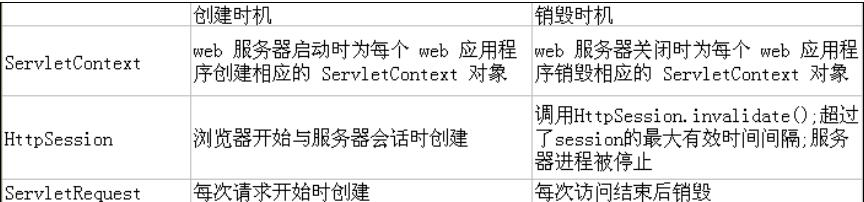 创建时机 销毁时机
ServletContext
web 服务器启动时为每个 web 应用程
序创建相应的 ServletContext 对象
web 服务器关闭时为每个 web 应用程
序销毁相应的 ServletContext 对象
HttpSession
浏览器开始与服务器会话时创建
调用HttpSession.invalidate();超过
了session的最大有效时间间隔;服务
器进程被停止
ServletRequest
每次请求开始时创建
每次访问结束后销毁